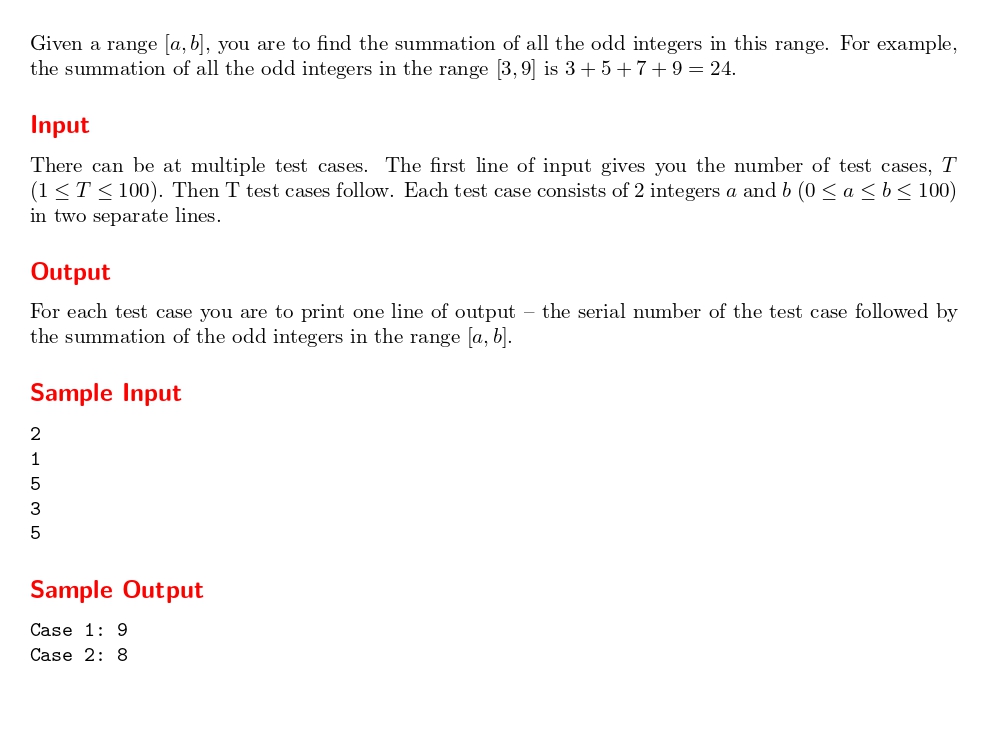 Given a range [a, b], you are to find the summation of all the odd integers in this range. For example,
the summation of all the odd integers in the range [3, 9] is 3 + 5 + 7 + 9 = 24.
Input
There can be at multiple test cases. The first line of input gives you the number of test cases, T
(1 ≤ T ≤ 100). Then T test cases follow. Each test case consists of 2 integers a and b (0 ≤ a ≤ b ≤ 100)
in two separate lines.
Output
For each test case you are to print one line of output – the serial number of the test case followed by
the summation of the odd integers in the range [a, b].
Sample Input
2
1
5
3
5
Sample Output
Case 1: 9
Case 2: 8